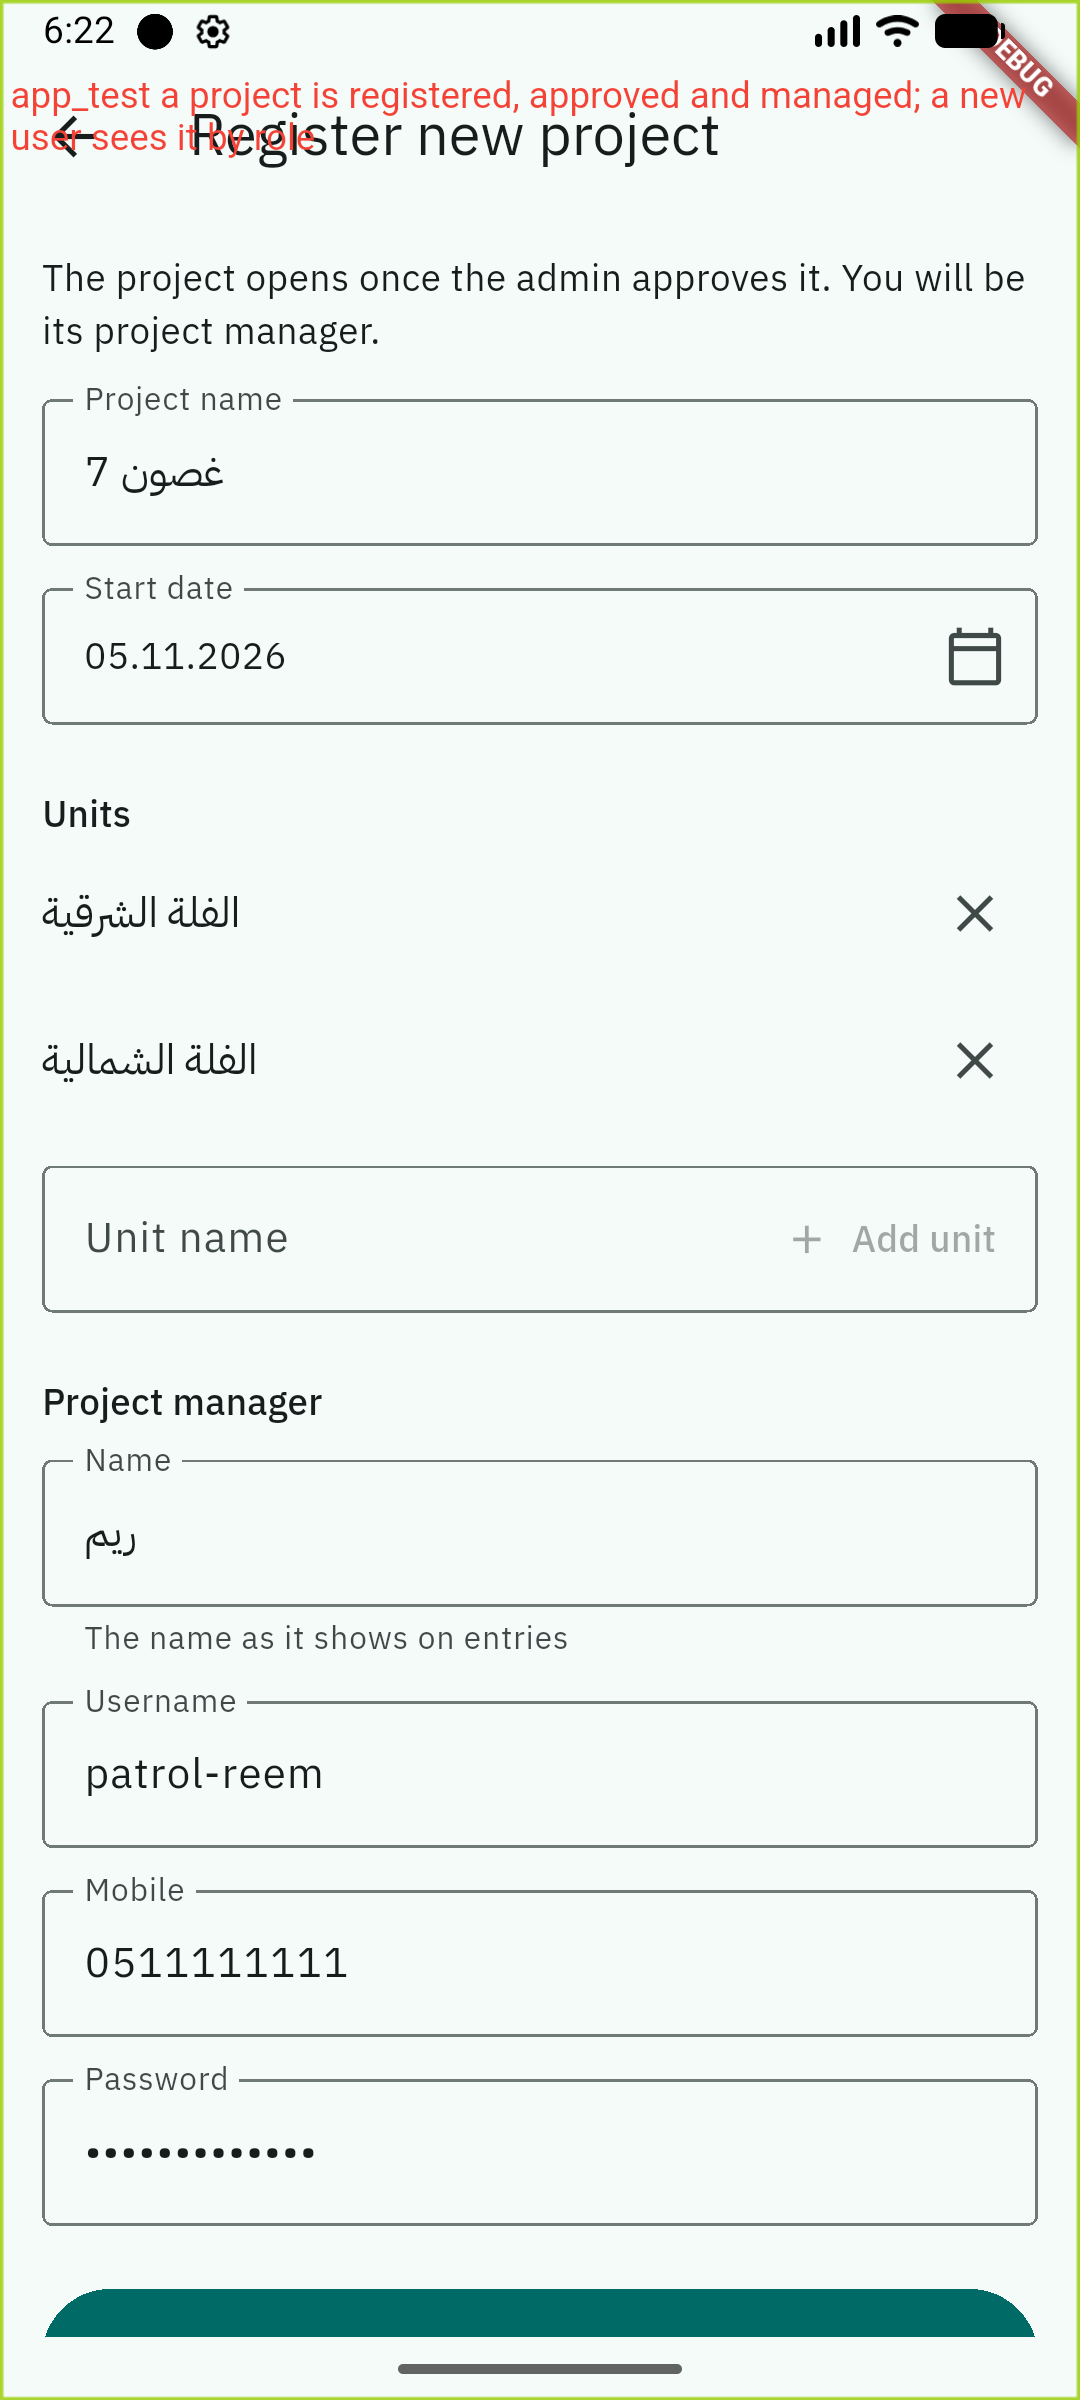 6:22
DEBUG
app_test a project is registered, approved and managed; a new
user sees it by role
Register new project
The project opens once the admin approves it. You will be
its project manager.
Project name
غصون 7
Start date
05.11.2026
Units
الفلة الشرقية
الفلة الشمالية
Unit name
+ Add unit
Project manager
Name
ريم
The name as it shows on entries
Username
patrol-reem
Mobile
0511111111
Password
•••••••••••••